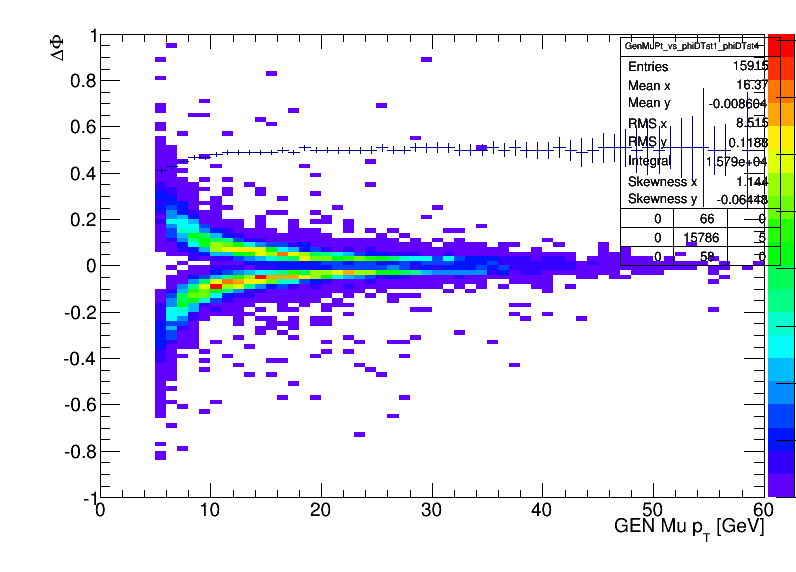 ΔΦ
1
0.8
0.6
0.4
0.2
0
-0.2
-0.4
-0.6
-0.8
-1
GenMuPt_vs_phiDTst1_phiDTst4
Entries 15915
Mean x 16.37
Mean y -0.008604
RMS x 8.515
RMS y 0.1188
Integral 1.579e+04
Skewness x 1.144
Skewness y -0.06448
0 66 0
0 15786 5
0 58 0
0 10 20 30 40 50 60
GEN Mu p_T [GeV]